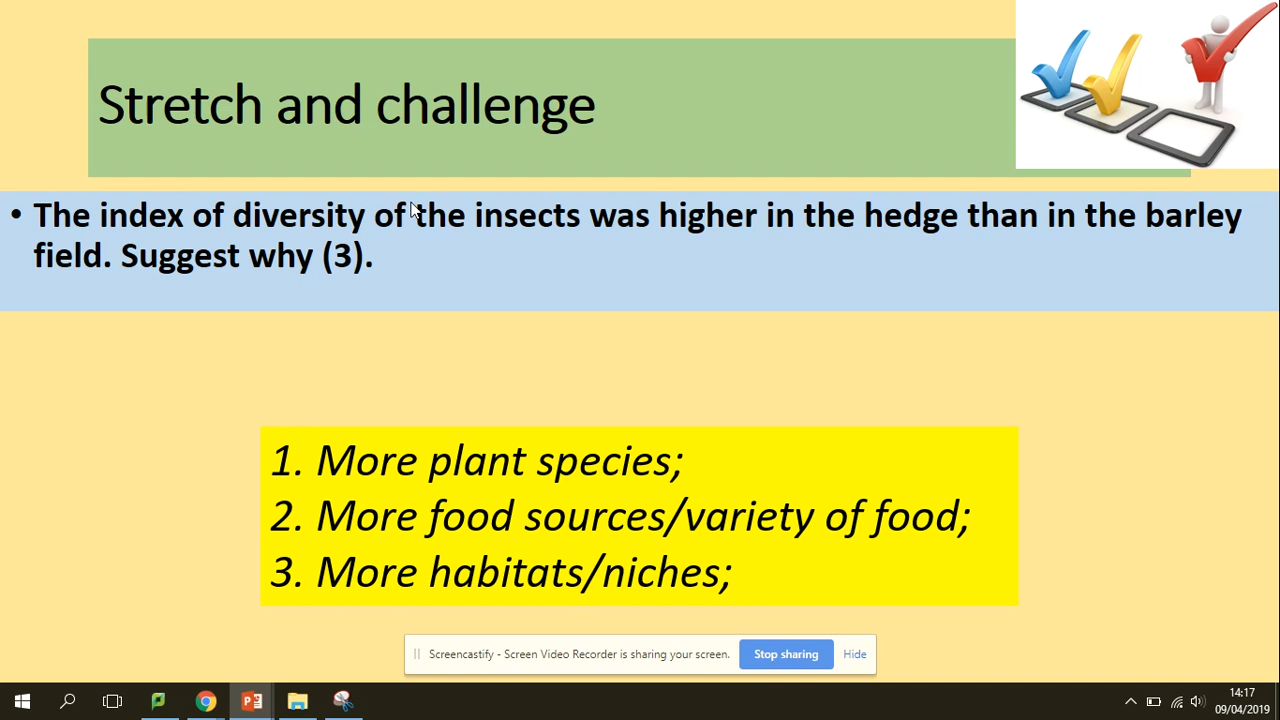 Stretch and challenge
• The index of diversity of the insects was higher in the hedge than in the barley
field. Suggest why (3).
1. More plant species;
2. More food sources/variety of food;
3. More habitats/niches;
Screencastify - Screen Video Recorder is sharing your screen. Stop sharing Hide
14:17
09/04/2019